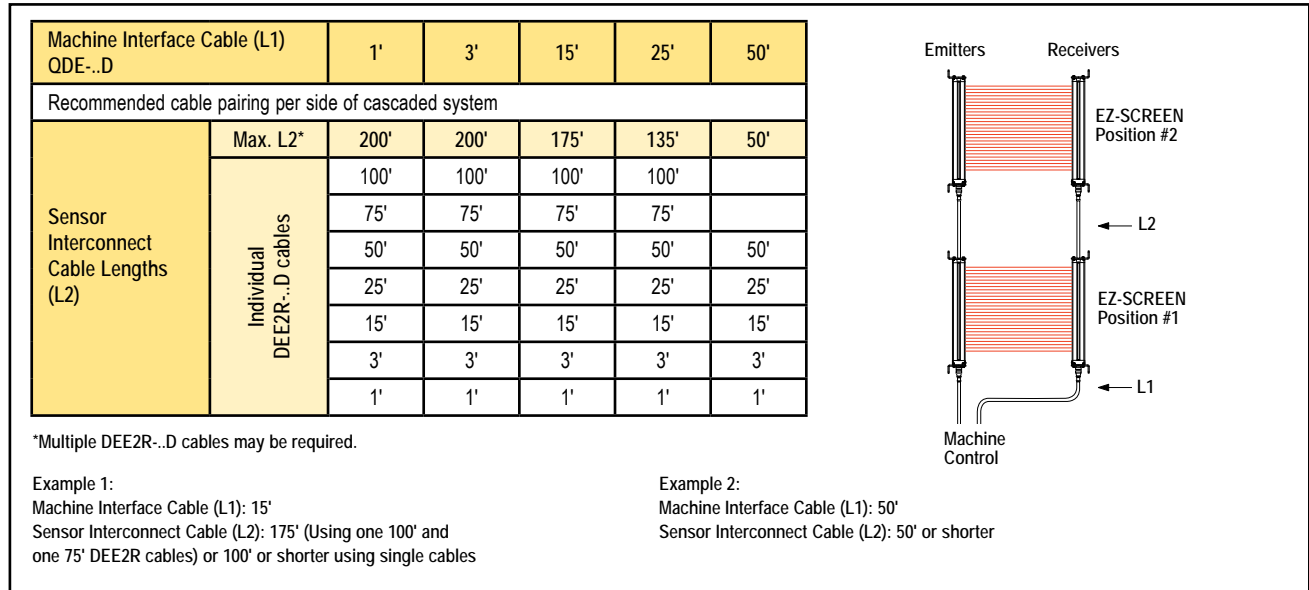 Machine Interface Cable (L1)
QDE-..D
1' 3' 15' 25' 50'
Recommended cable pairing per side of cascaded system
Sensor
Interconnect
Cable Lengths
(L2)
Max. L2* 200' 200' 175' 135' 50'
Individual
DEE2R-..D cables
100' 100' 100' 100'
75' 75' 75' 75'
50' 50' 50' 50' 50'
25' 25' 25' 25' 25'
15' 15' 15' 15' 15'
3' 3' 3' 3' 3'
1' 1' 1' 1' 1'
*Multiple DEE2R-..D cables may be required.
Example 1:
Machine Interface Cable (L1): 15'
Sensor Interconnect Cable (L2): 175' (Using one 100' and
one 75' DEE2R cables) or 100' or shorter using single cables
Example 2:
Machine Interface Cable (L1): 50'
Sensor Interconnect Cable (L2): 50' or shorter
Emitters Receivers
EZ-SCREEN
Position #2
L2
EZ-SCREEN
Position #1
L1
Machine
Control